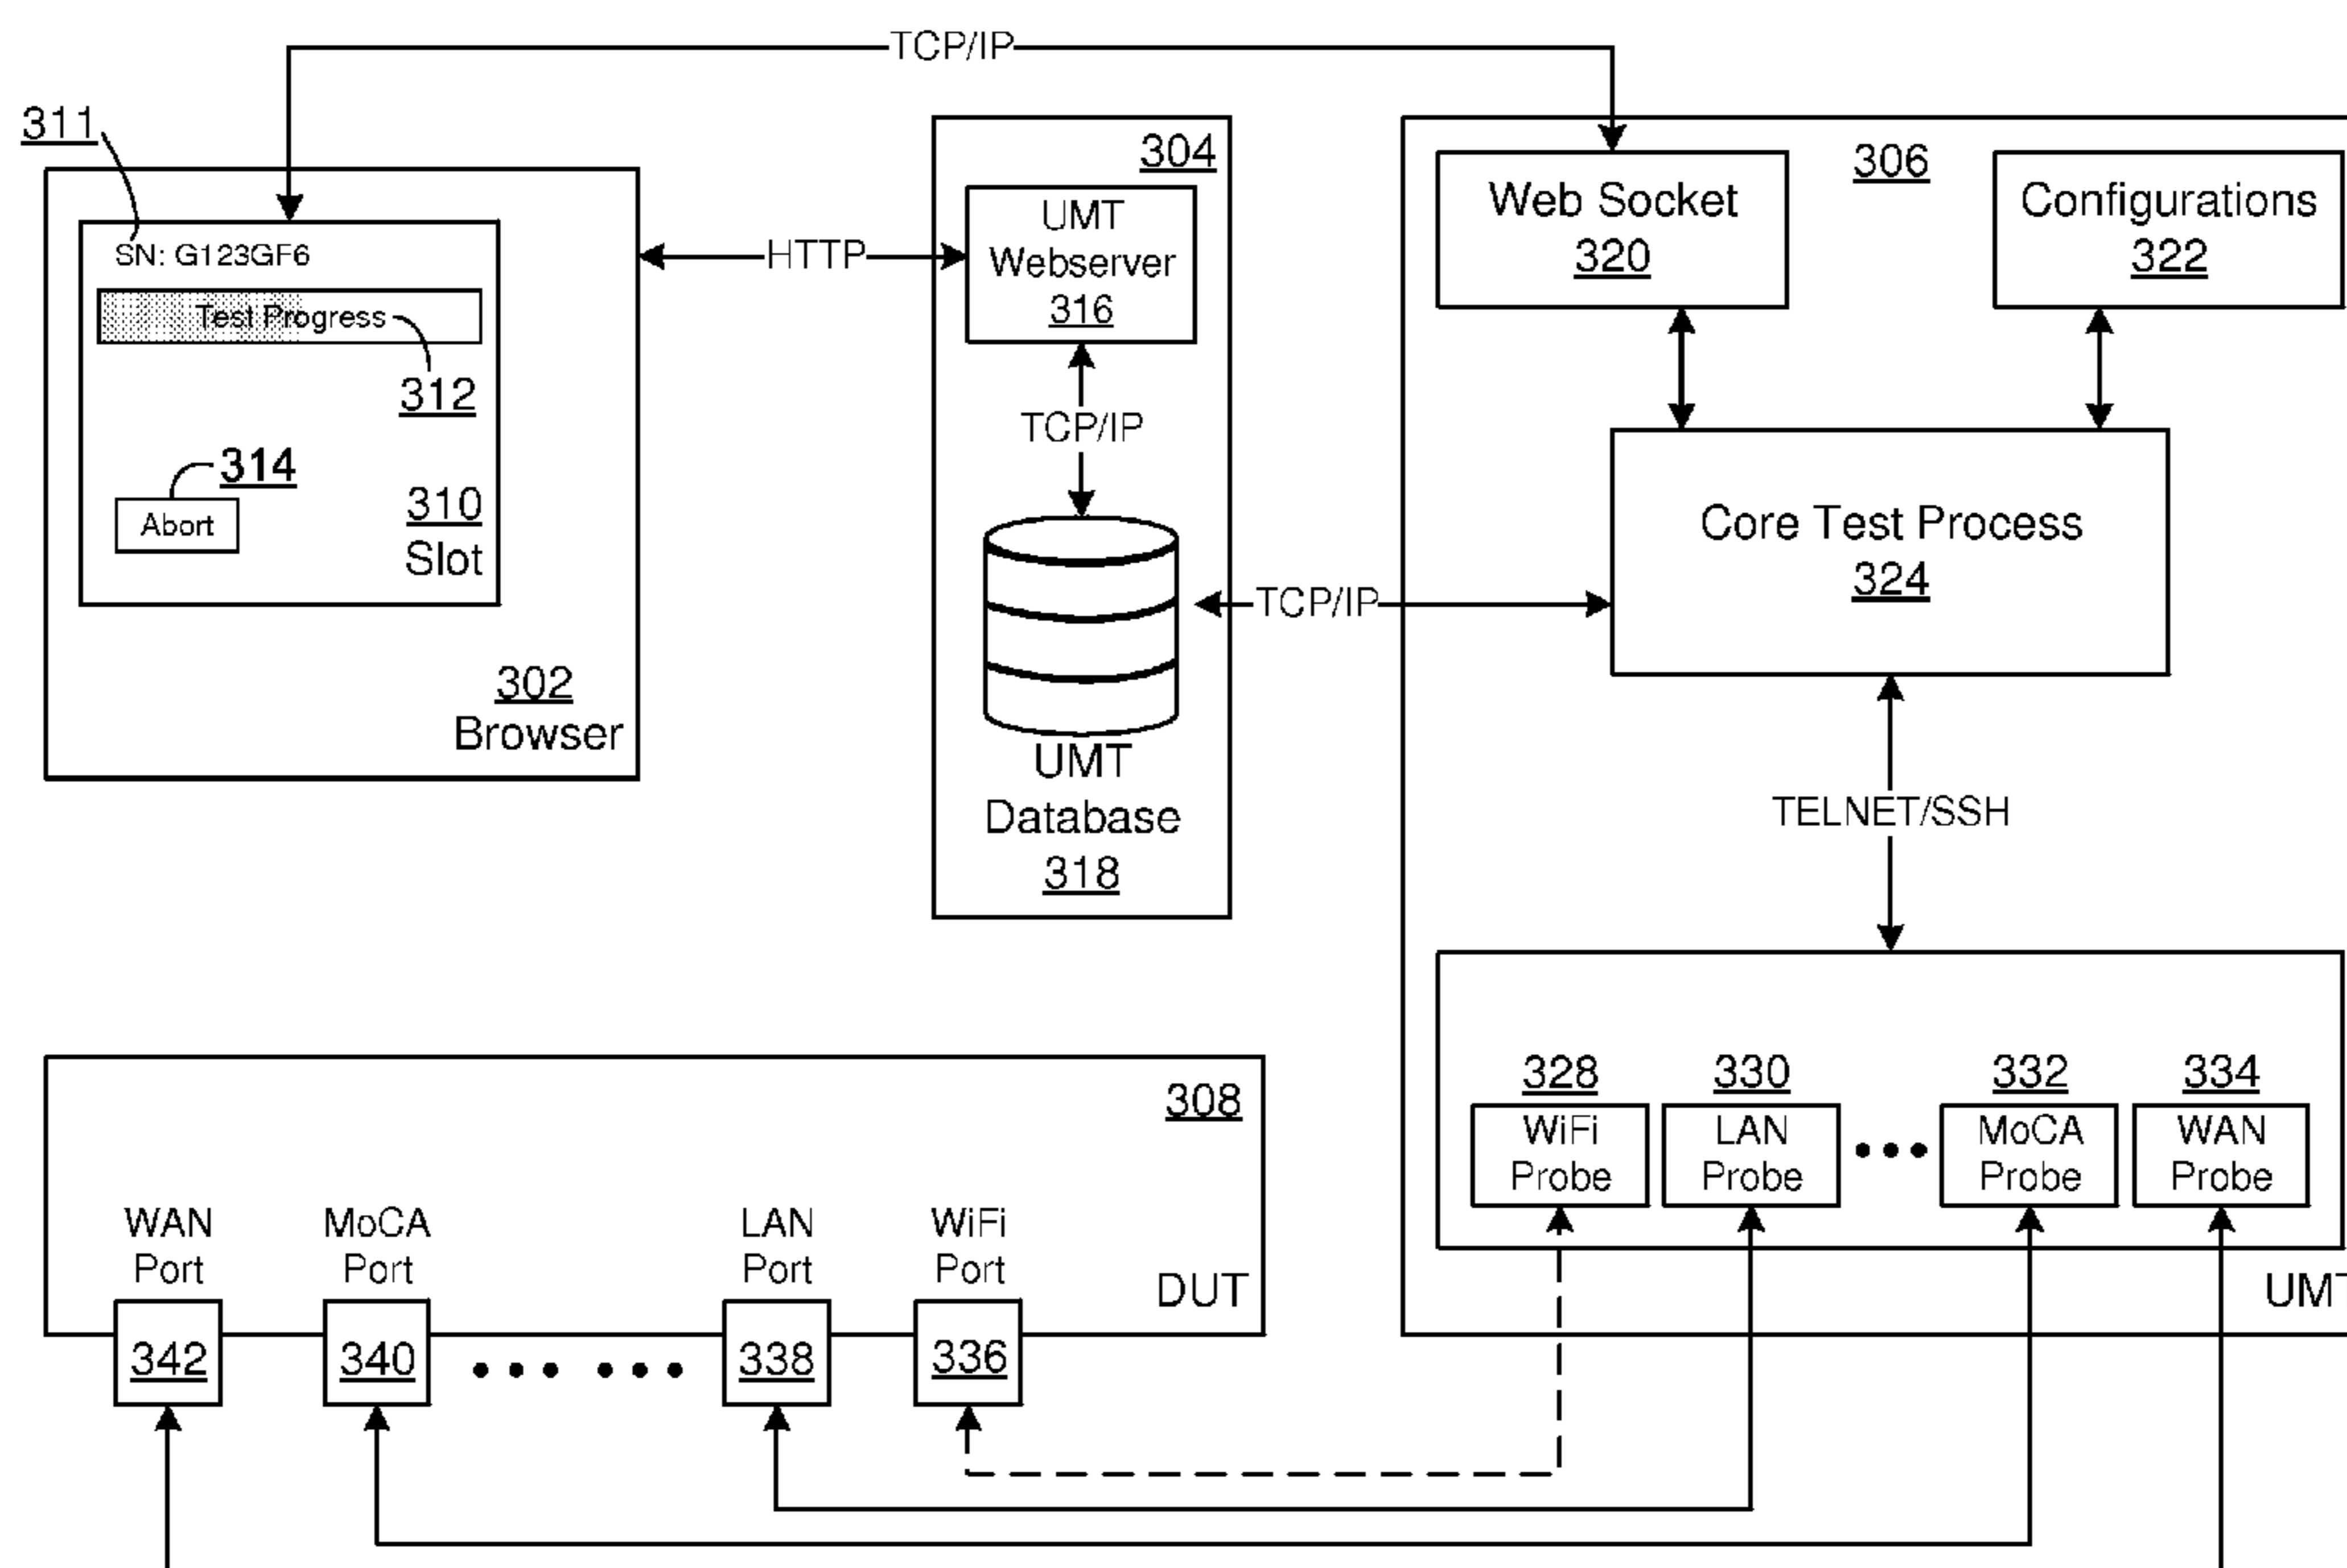 TCP/IP
311
SN: G123GF6
Test Progress
312
314
Abort
310
Slot
302
Browser
HTTP
304
UMT
Webserver
316
TCP/IP
UMT
Database
318
TCP/IP
306
Web Socket
320
Configurations
322
Core Test Process
324
TELNET/SSH
328
WiFi
Probe
330
LAN
Probe
332
MoCA
Probe
334
WAN
Probe
UMT
308
DUT
WAN
Port
342
MoCA
Port
340
LAN
Port
338
WiFi
Port
336